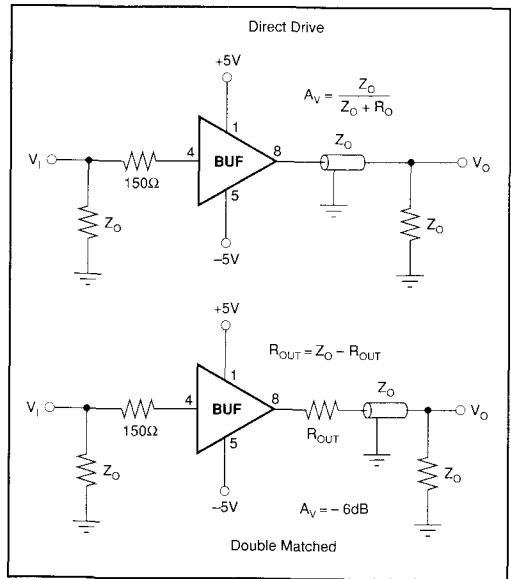 Direct Drive
+5V
A_V = Z_O / (Z_O + R_O)
1
Z_O
V_I
4
BUF
8
V_O
150Ω
5
Z_O
Z_O
–5V
+5V
R_OUT = Z_O – R_OUT
1
Z_O
V_I
4
BUF
8
V_O
150Ω
5
R_OUT
Z_O
Z_O
–5V
A_V = – 6dB
Double Matched